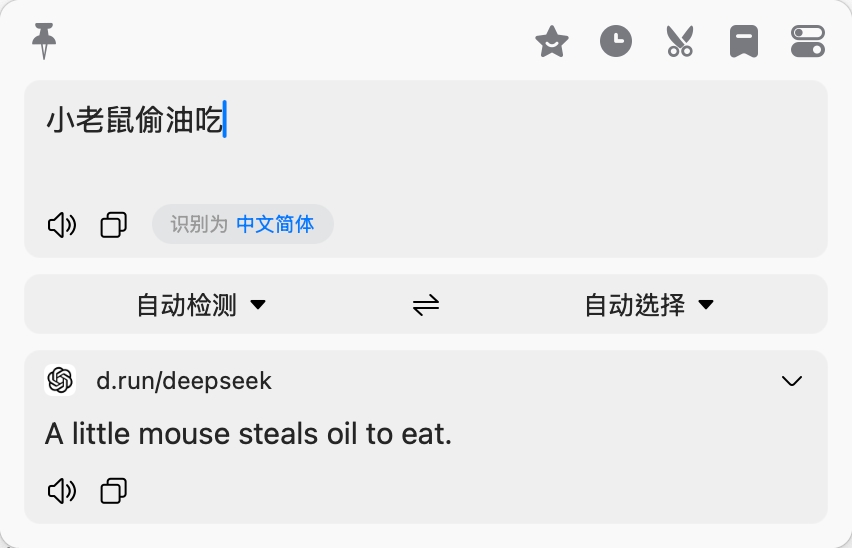 小老鼠偷油吃
识别为 中文简体
自动检测
自动选择
d.run/deepseek
A little mouse steals oil to eat.